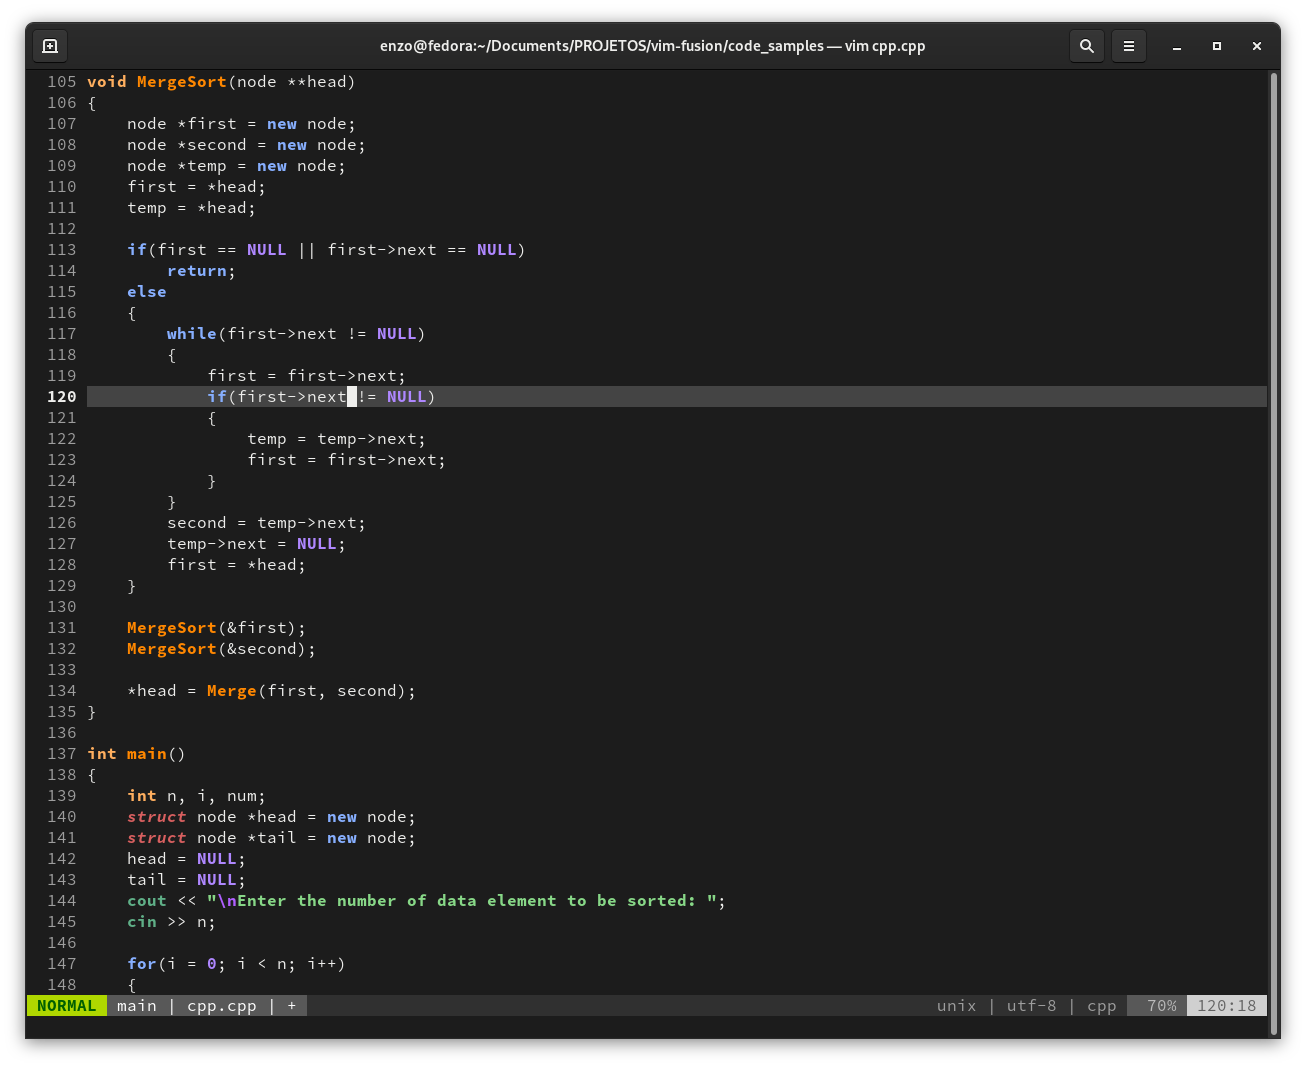 enzo@fedora:~/Documents/PROJETOS/vim-fusion/code_samples — vim cpp.cpp
105 void MergeSort(node **head)
106 {
107     node *first = new node;
108     node *second = new node;
109     node *temp = new node;
110     first = *head;
111     temp = *head;
112
113     if(first == NULL || first->next == NULL)
114         return;
115     else
116     {
117         while(first->next != NULL)
118         {
119             first = first->next;
120             if(first->next != NULL)
121             {
122                 temp = temp->next;
123                 first = first->next;
124             }
125         }
126         second = temp->next;
127         temp->next = NULL;
128         first = *head;
129     }
130
131     MergeSort(&first);
132     MergeSort(&second);
133
134     *head = Merge(first, second);
135 }
136
137 int main()
138 {
139     int n, i, num;
140     struct node *head = new node;
141     struct node *tail = new node;
142     head = NULL;
143     tail = NULL;
144     cout << "\nEnter the number of data element to be sorted: ";
145     cin >> n;
146
147     for(i = 0; i < n; i++)
148     {
NORMAL main | cpp.cpp | + unix | utf-8 | cpp 70% 120:18